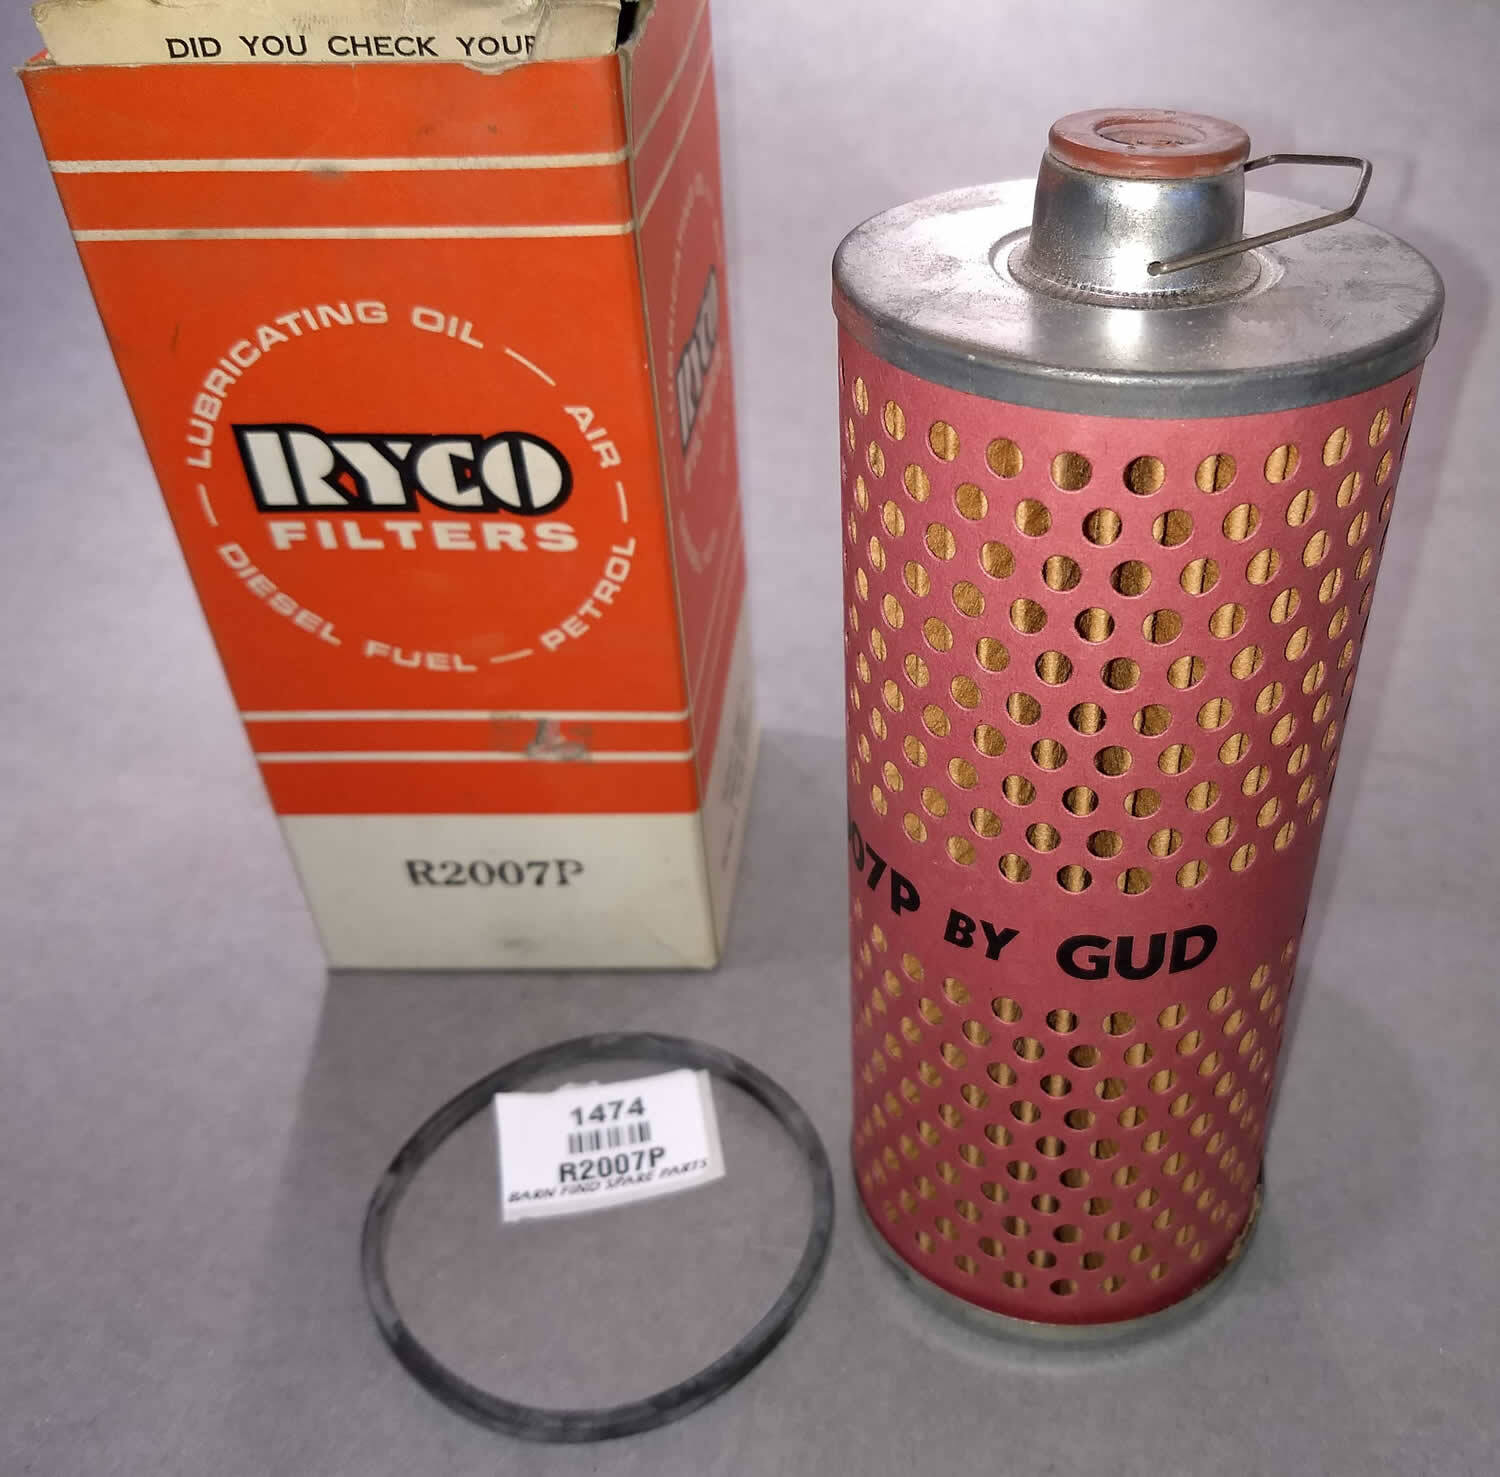 DID YOU CHECK YOUR
LUBRICATING OIL — AIR —
RYCO
FILTERS
— DIESEL FUEL — PETROL
R2007P
07P BY GUD
1474
R2007P
BARN FIND SPARE PARTS
RYCO